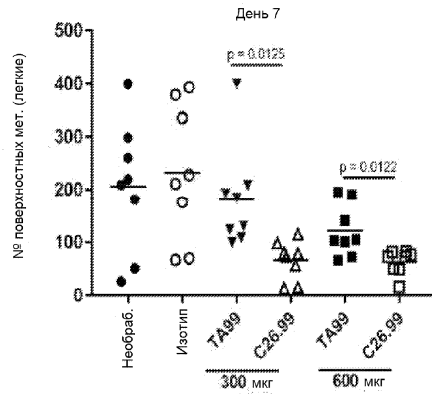 День 7
№ поверхностных мет. (легкие)
500
400
300
200
100
0
p = 0.0125
p = 0.0122
Необраб.
Изотип
TA99
C26.99
TA99
C26.99
300 мкг
600 мкг